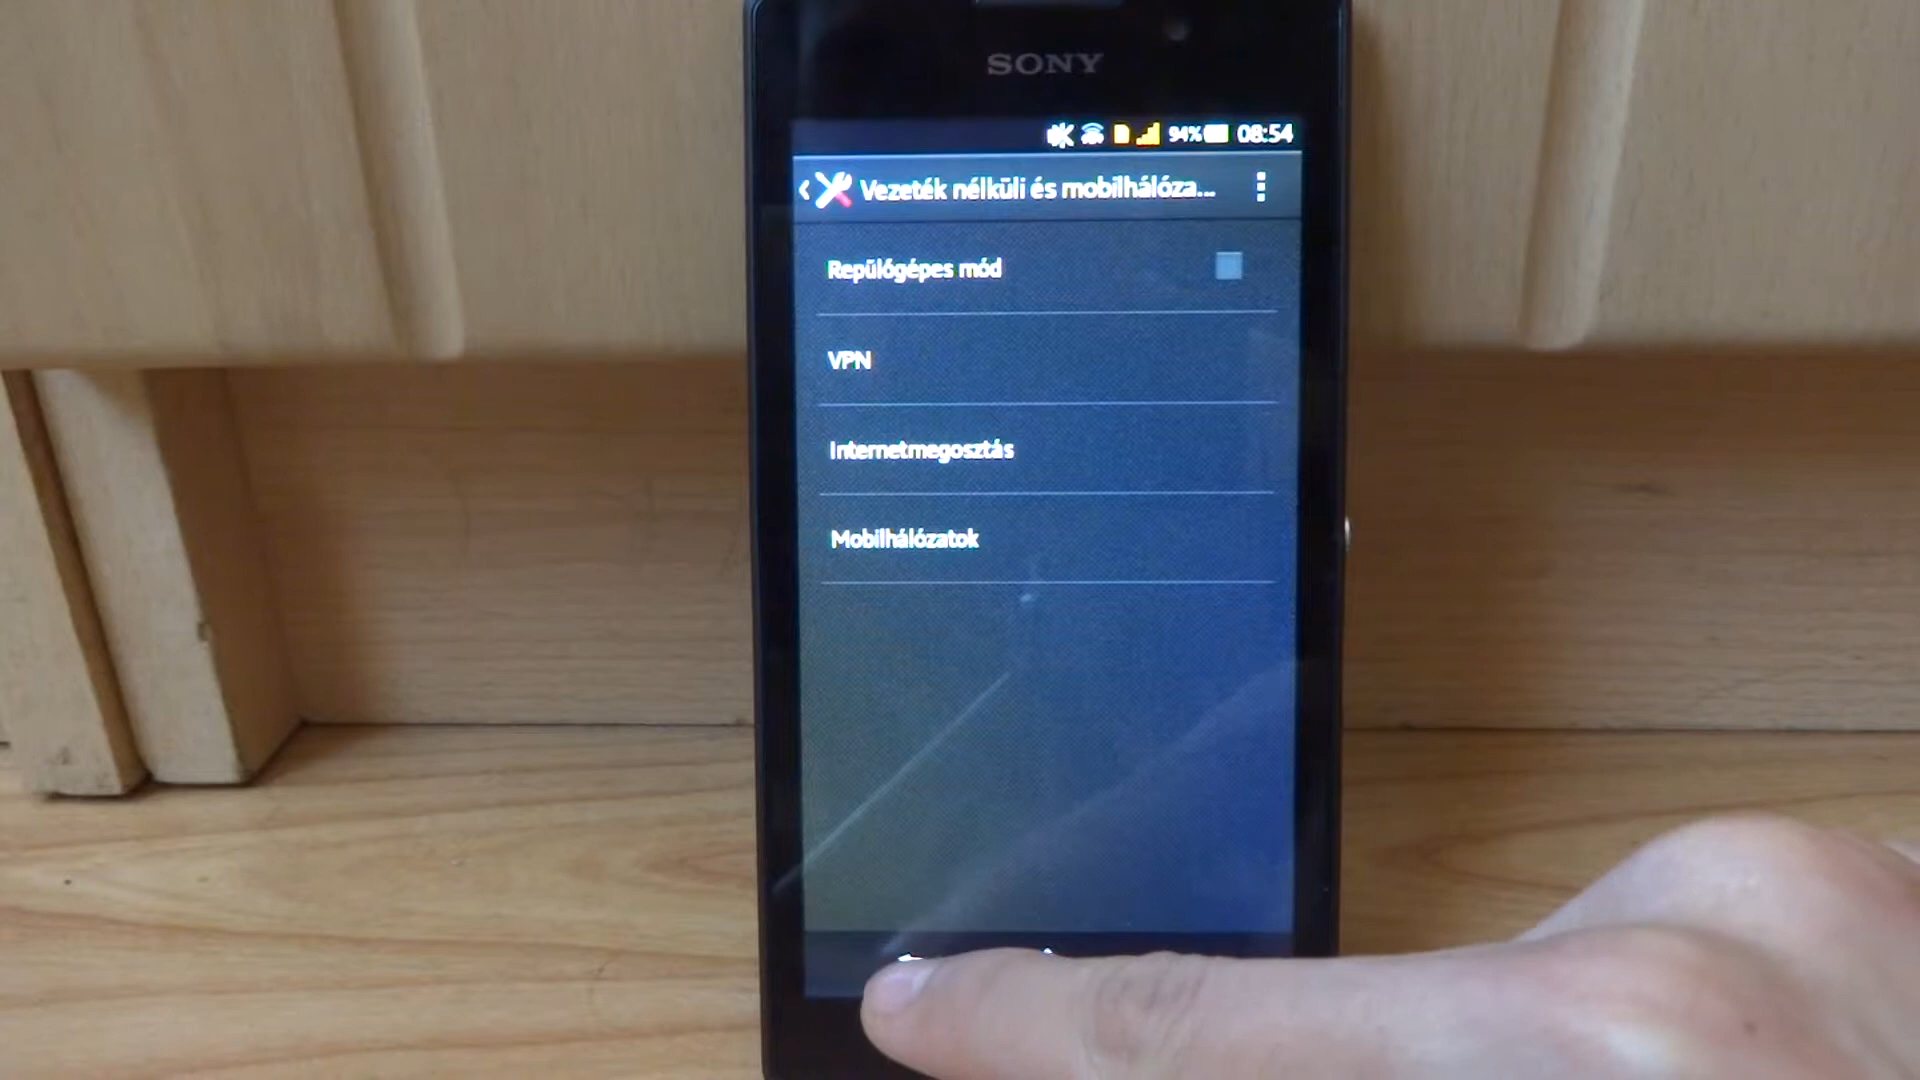 SONY
94% 08:54
Vezeték nélküli és mobilhálóza...
Repülőgépes mód
VPN
Internetmegosztás
Mobilhálózatok